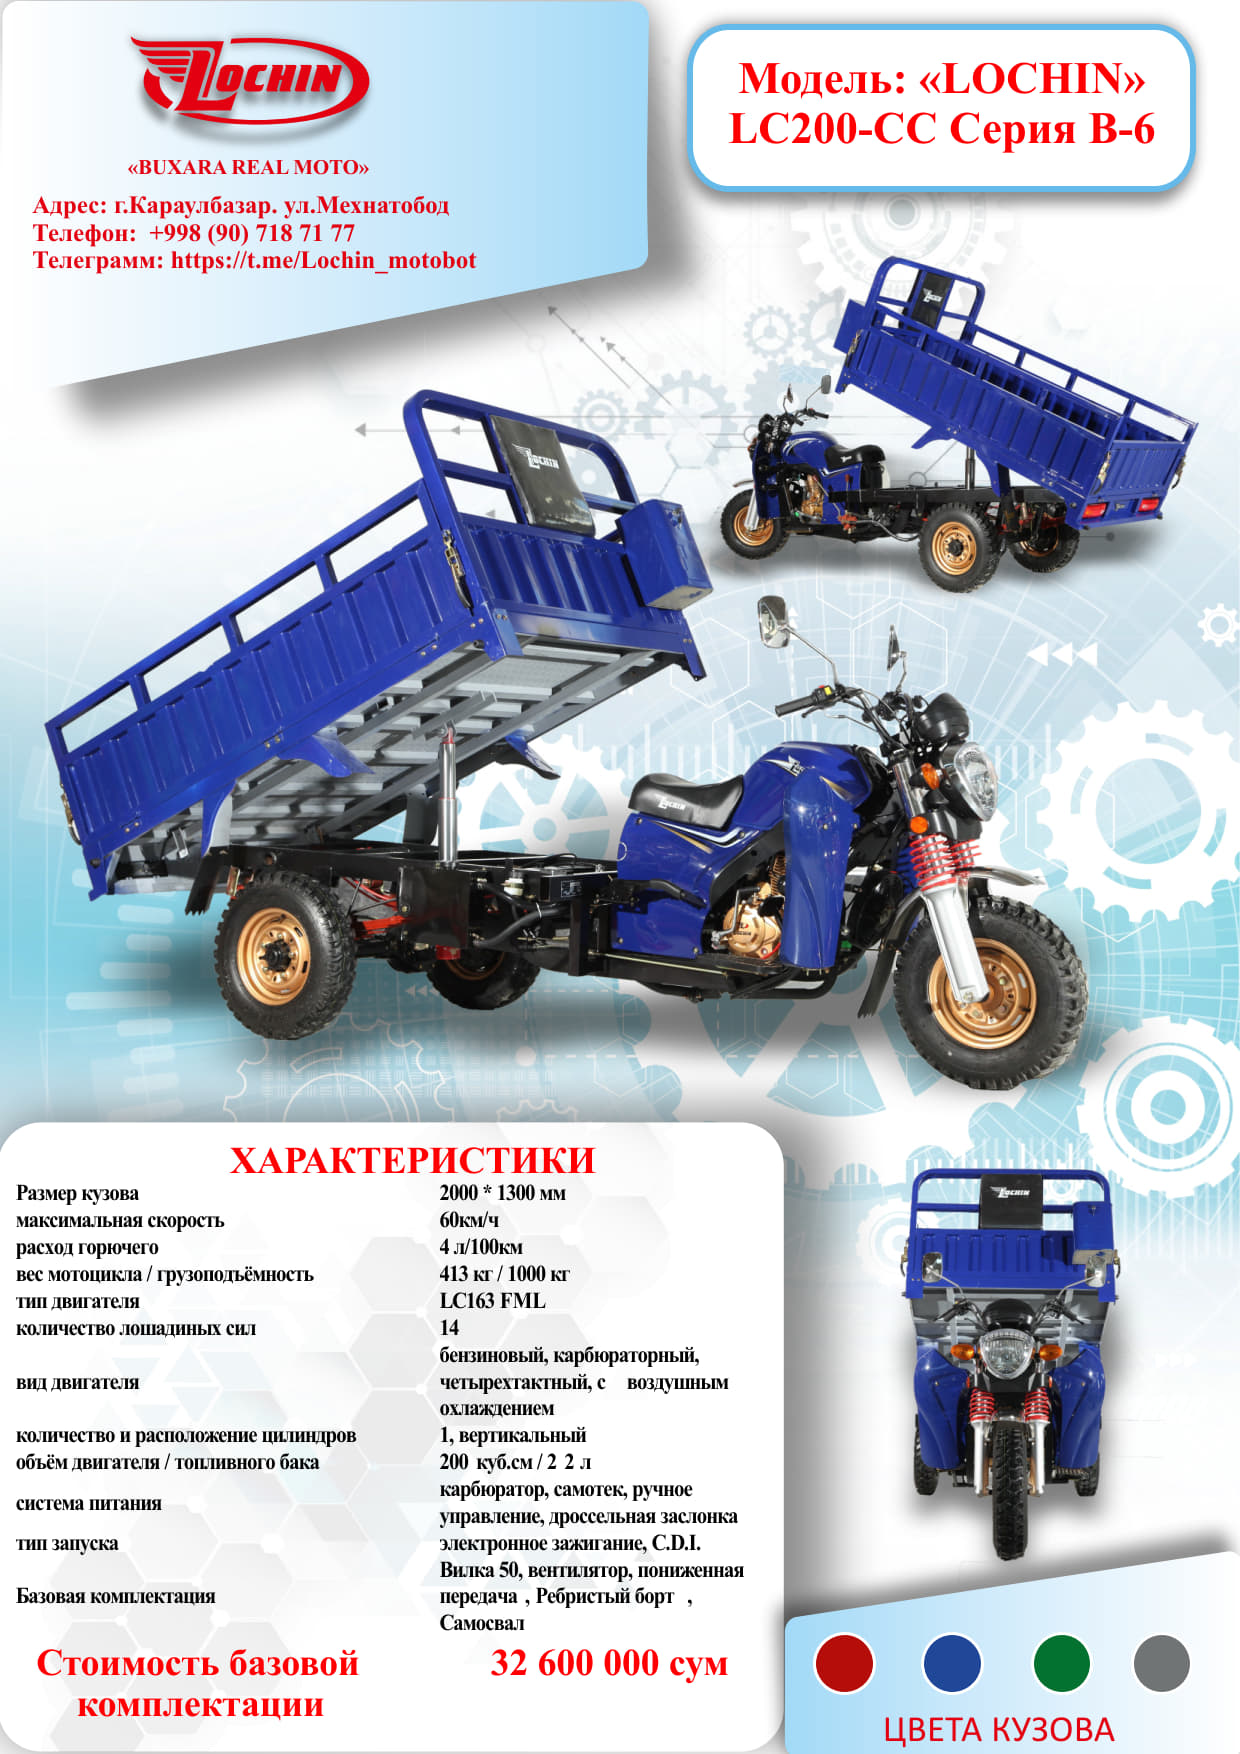 LOCHIN
«BUXARA REAL MOTO»
Адрес: г.Караулбазар. ул.Мехнатобод
Телефон: +998 (90) 718 71 77
Телеграмм: https://t.me/Lochin_motobot
Модель: «LOCHIN»
LC200-CC Серия В-6
LOCHIN
LOCHIN
LOCHIN
LOCHIN
LOCHIN
ХАРАКТЕРИСТИКИ
Размер кузова 2000 * 1300 мм
максимальная скорость 60км/ч
расход горючего 4 л/100км
вес мотоцикла / грузоподъёмность 413 кг / 1000 кг
тип двигателя LC163 FML
количество лошадиных сил 14
бензиновый, карбюраторный,
вид двигателя четырехтактный, с воздушным
охлаждением
количество и расположение цилиндров 1, вертикальный
объём двигателя / топливного бака 200 куб.см / 2 2 л
карбюратор, самотек, ручное
система питания
управление, дроссельная заслонка
тип запуска электронное зажигание, C.D.I.
Вилка 50, вентилятор, пониженная
Базовая комплектация передача , Ребристый борт ,
Самосвал
Стоимость базовой 32 600 000 сум
комплектации
ЦВЕТА КУЗОВА